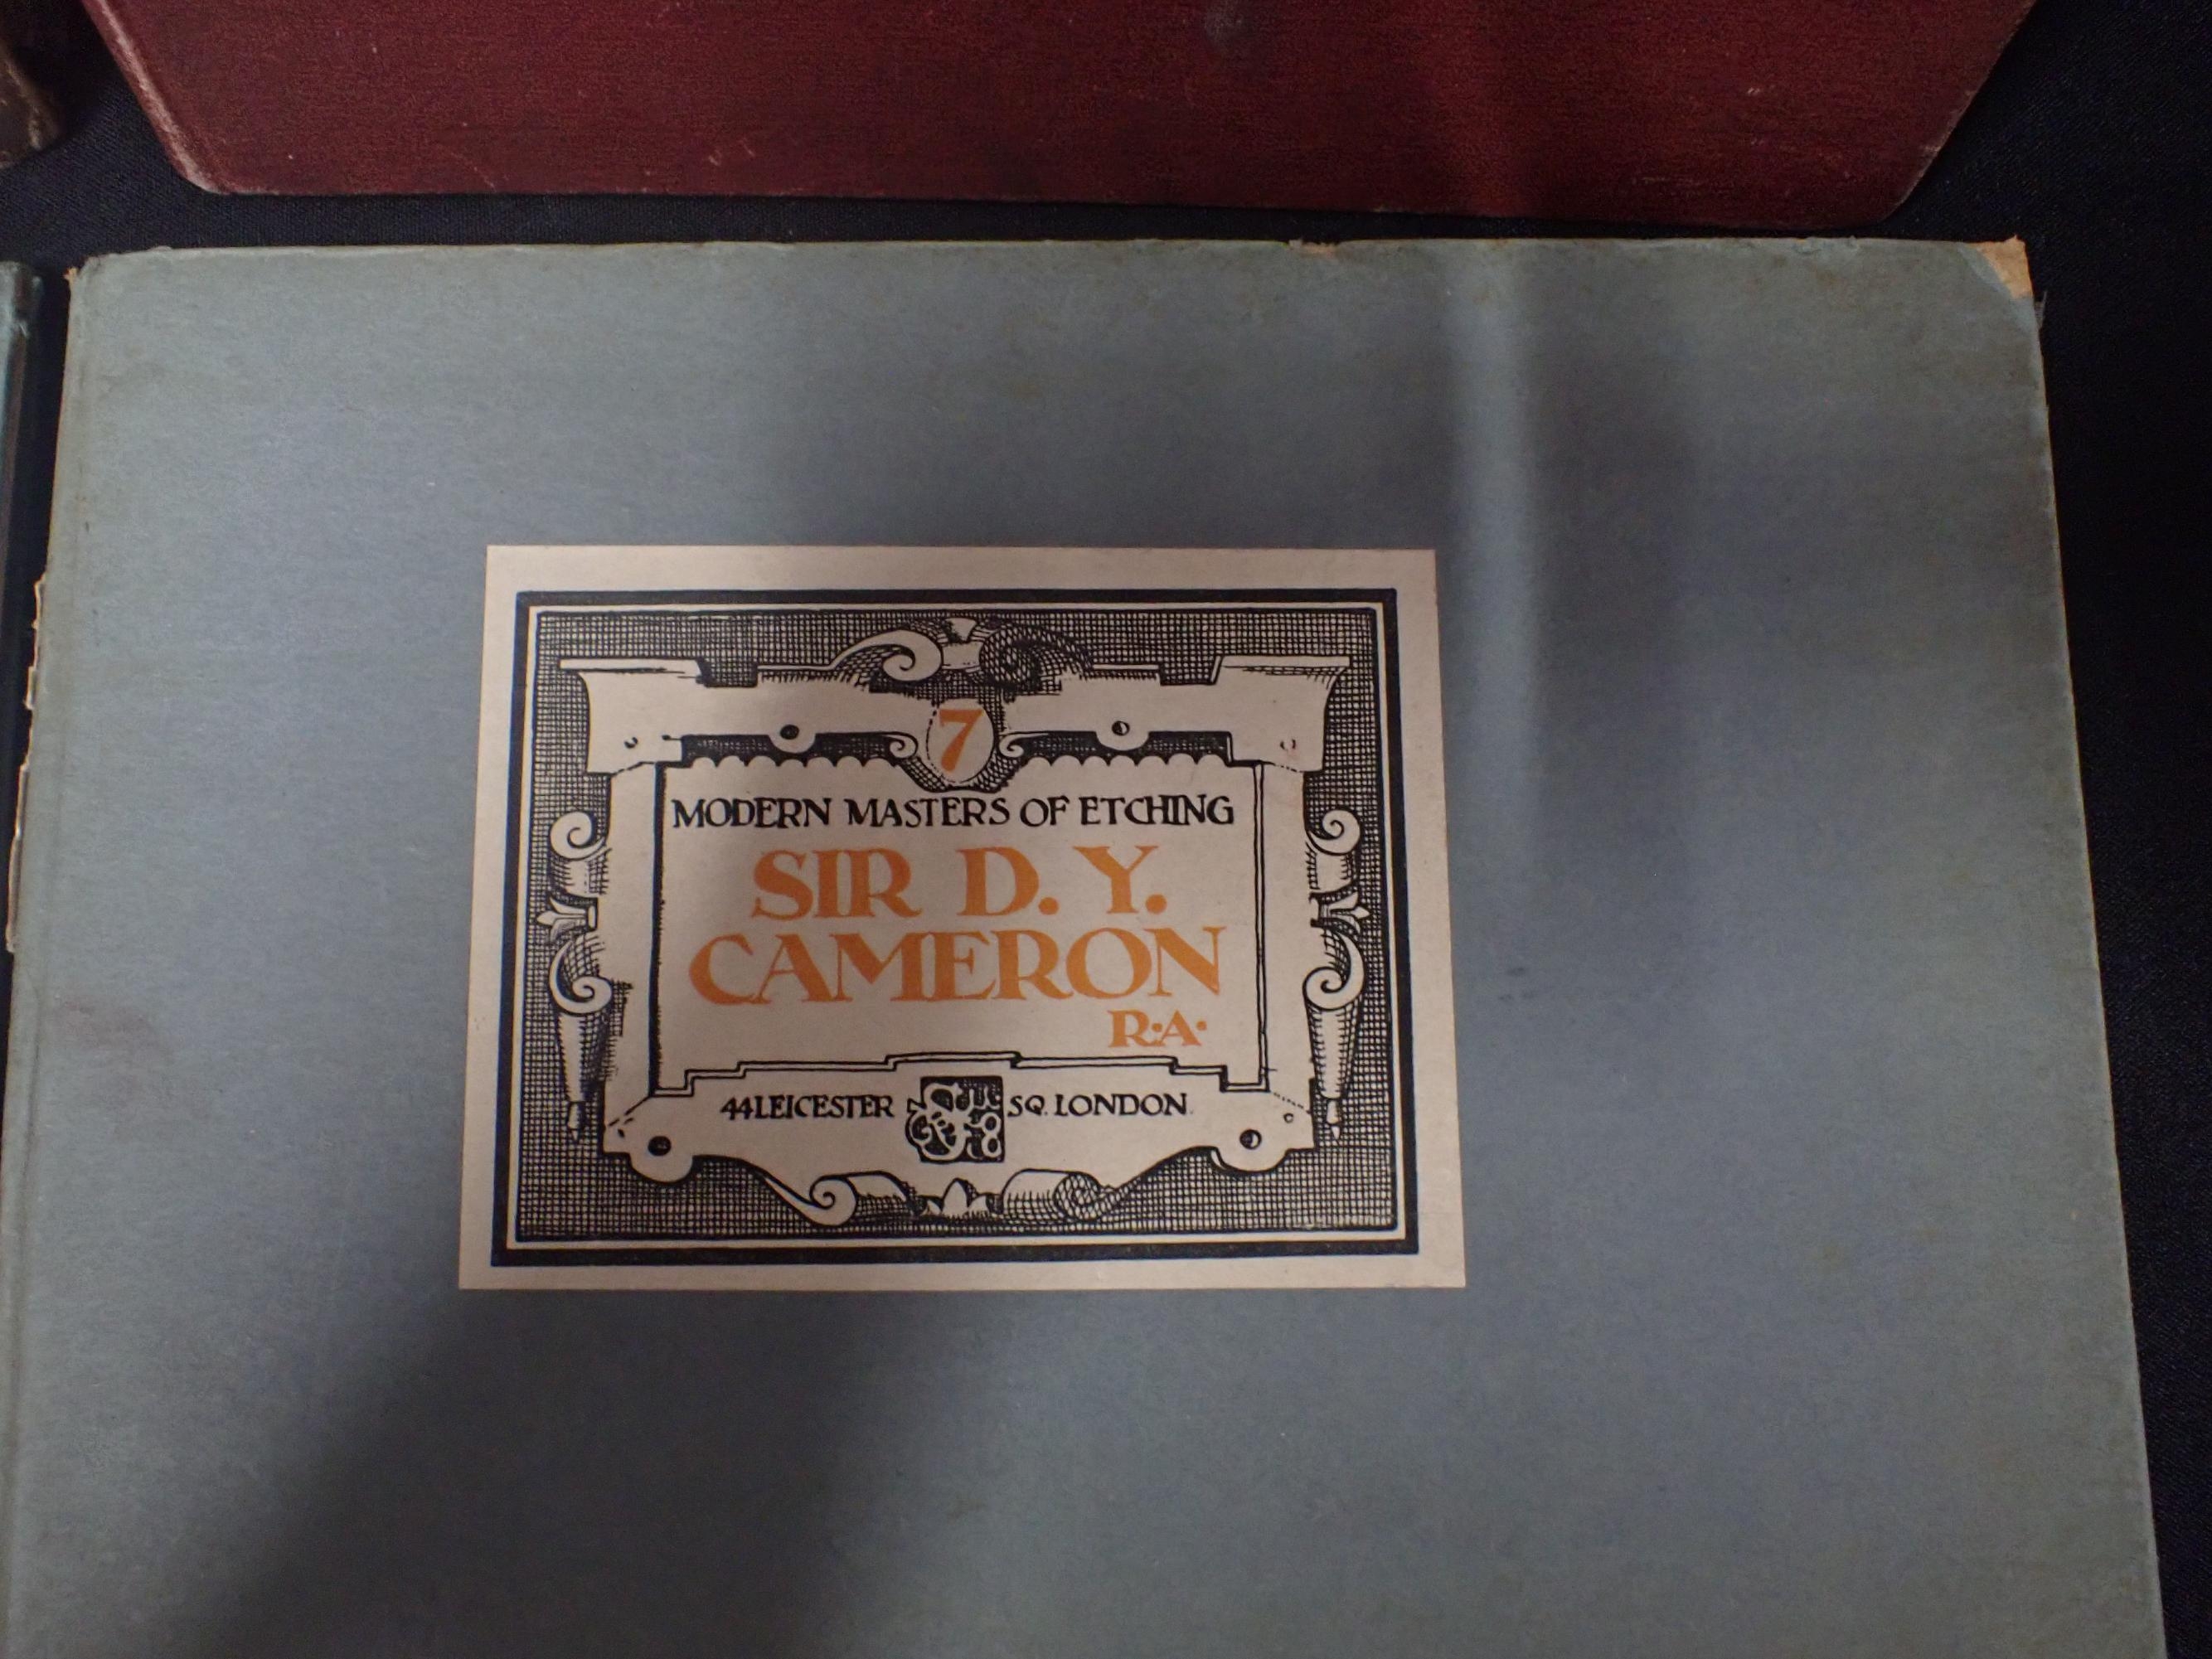 7
MODERN MASTERS OF ETCHING
SIR D. Y.
CAMERON
R·A·
44 LEICESTER SQ. LONDON